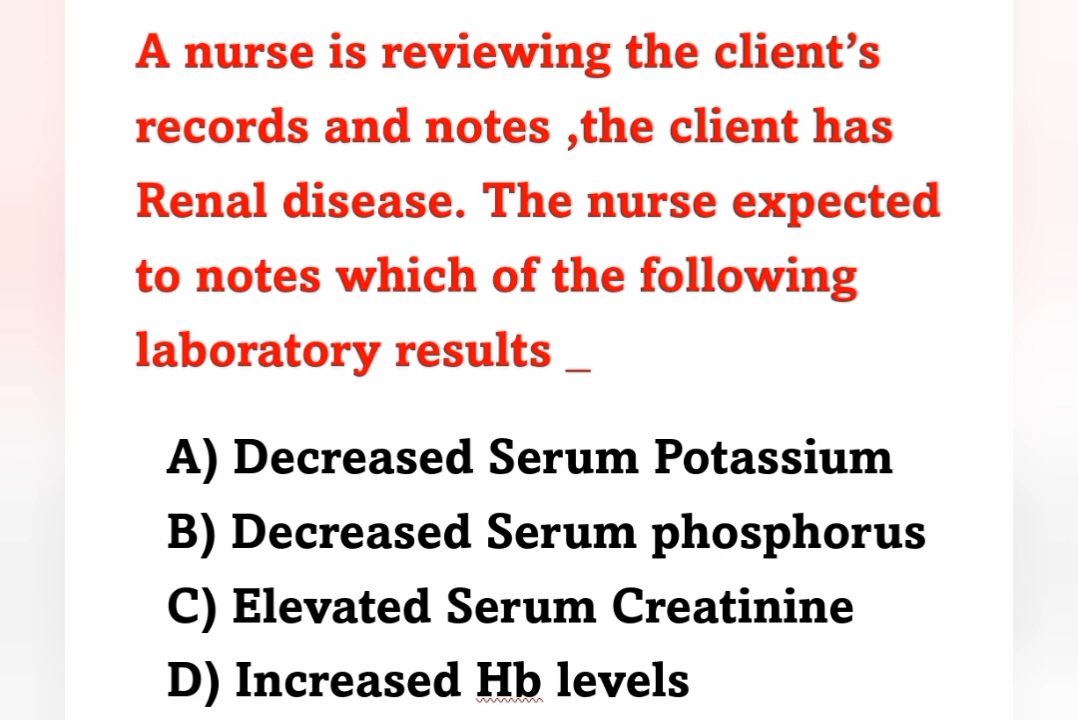 A nurse is reviewing the client’s
records and notes ,the client has
Renal disease. The nurse expected
to notes which of the following
laboratory results _
A) Decreased Serum Potassium
B) Decreased Serum phosphorus
C) Elevated Serum Creatinine
D) Increased Hb levels